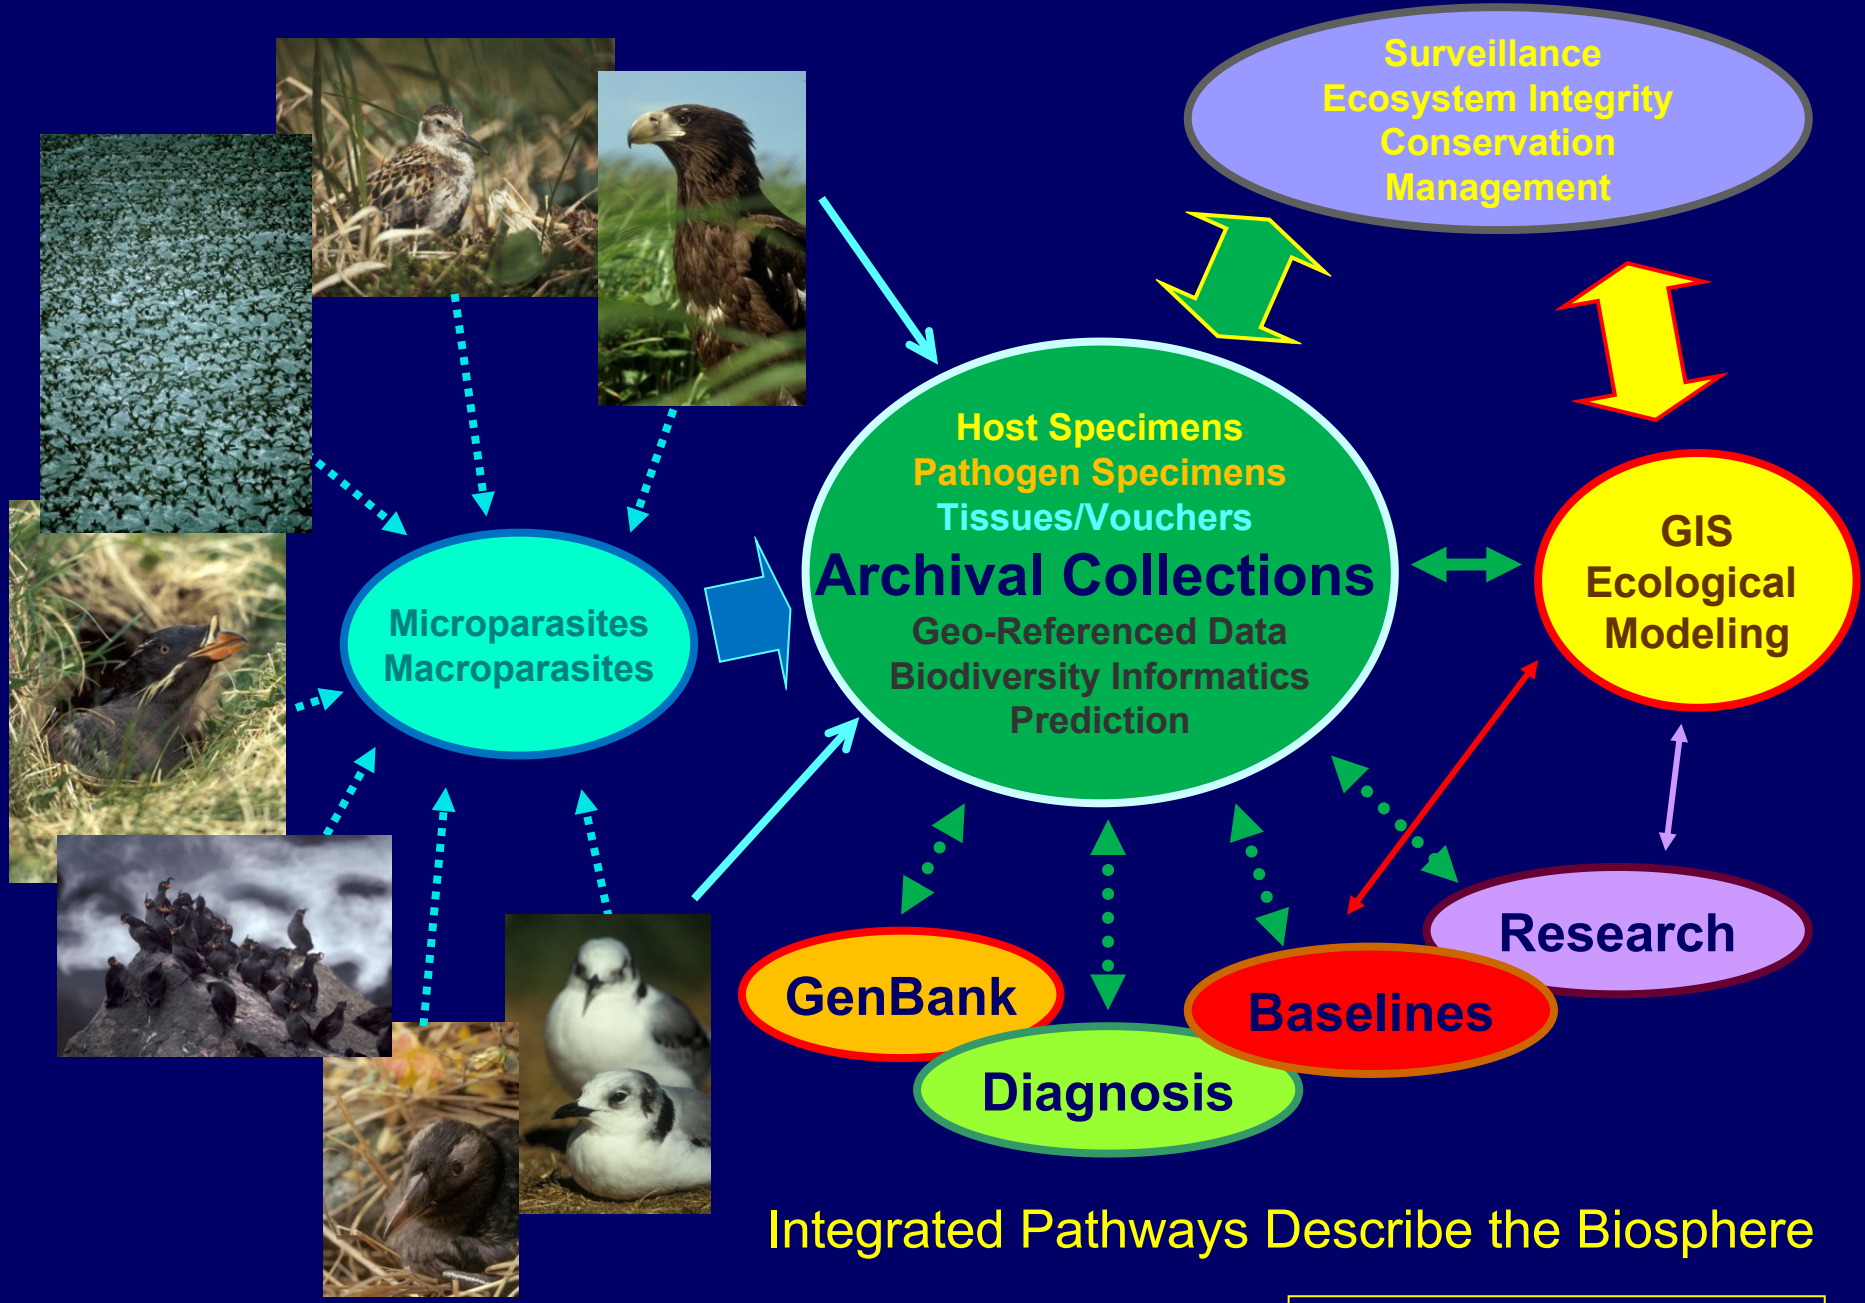 Surveillance
Ecosystem Integrity
Conservation
Management
Host Specimens
Pathogen Specimens
Tissues/Vouchers
Archival Collections
Geo-Referenced Data
Biodiversity Informatics
Prediction
GIS
Ecological
Modeling
Microparasites
Macroparasites
Research
GenBank
Baselines
Diagnosis
Integrated Pathways Describe the Biosphere